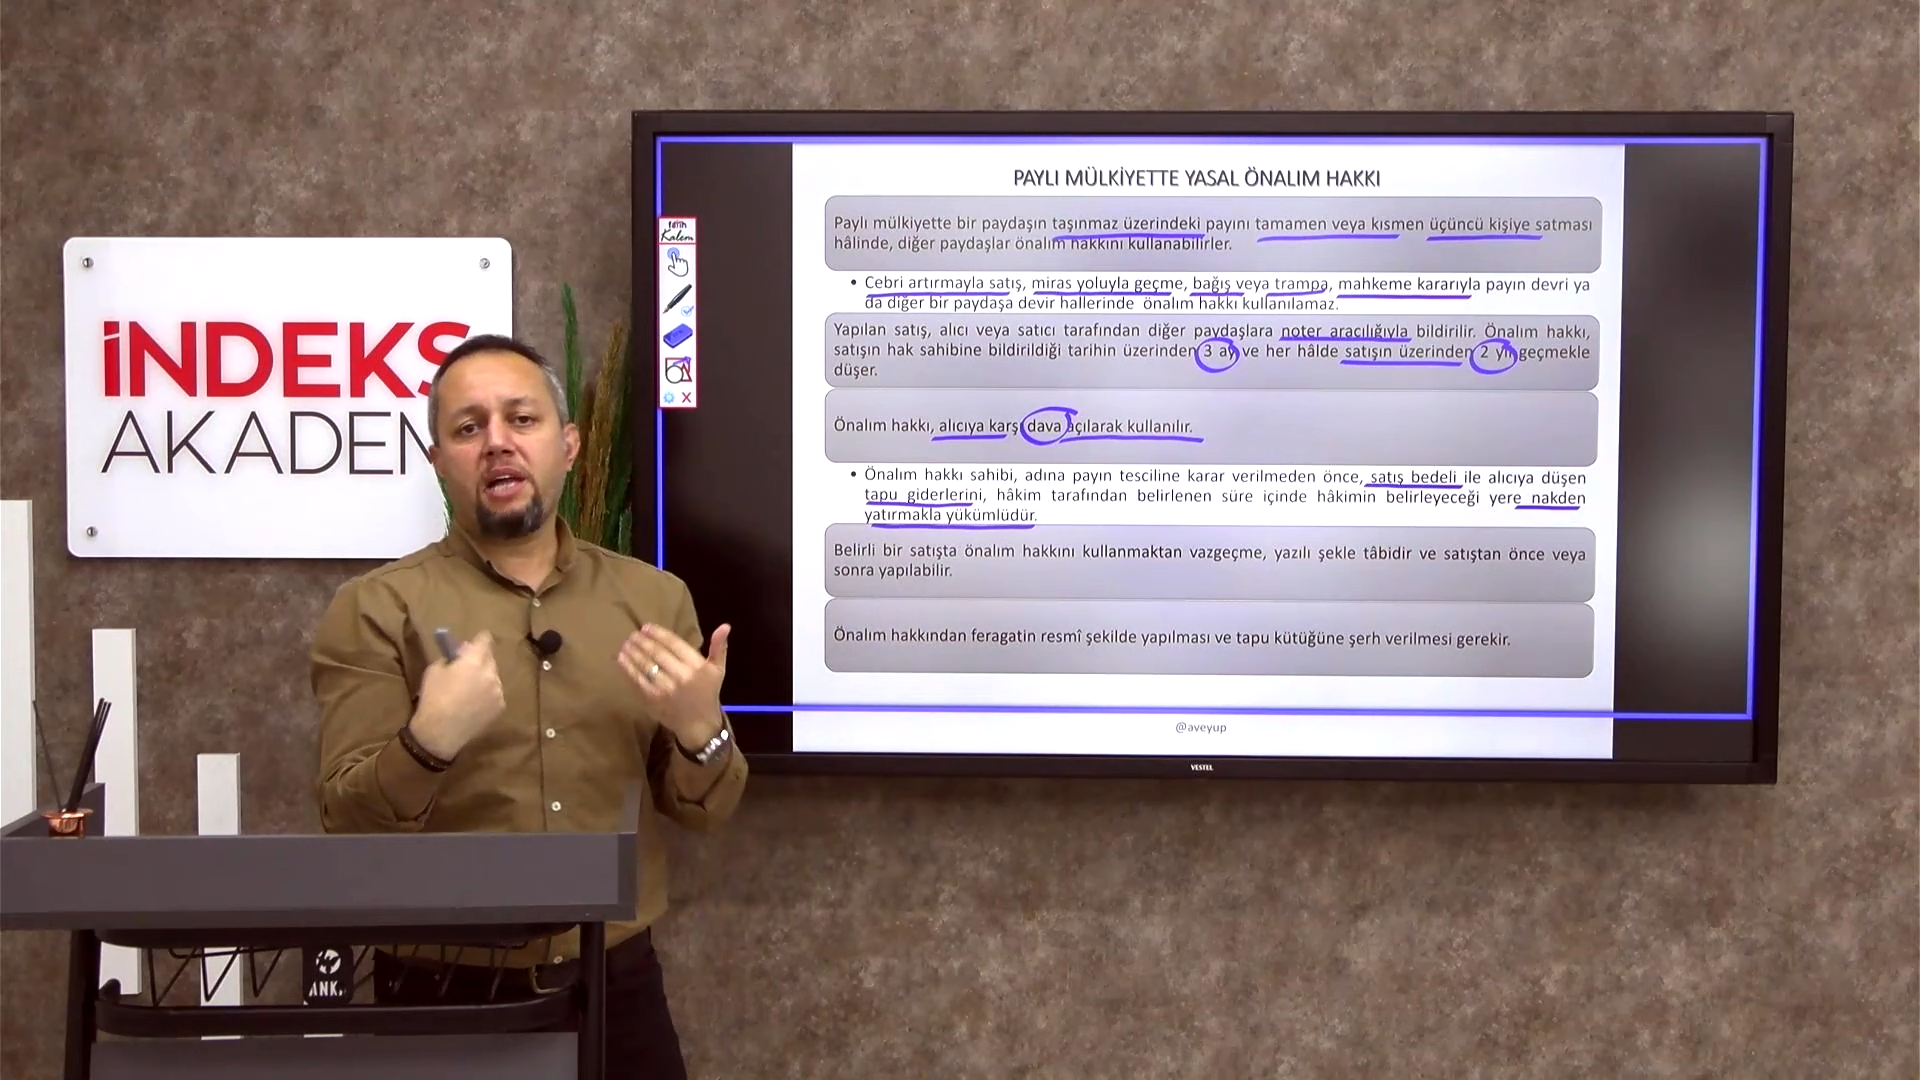 İNDEKS
AKADEM
fatih
Kalem
PAYLI MÜLKİYETTE YASAL ÖNALIM HAKKI
Paylı mülkiyette bir paydaşın taşınmaz üzerindeki payını tamamen veya kısmen üçüncü kişiye satması
hâlinde, diğer paydaşlar önalım hakkını kullanabilirler.
• Cebri artırmayla satış, miras yoluyla geçme, bağış veya trampa, mahkeme kararıyla payın devri ya
da diğer bir paydaşa devir hallerinde önalım hakkı kullanılamaz.
Yapılan satış, alıcı veya satıcı tarafından diğer paydaşlara noter aracılığıyla bildirilir. Önalım hakkı,
satışın hak sahibine bildirildiği tarihin üzerinden 3 ay ve her hâlde satışın üzerinden 2 yıl geçmekle
düşer.
Önalım hakkı, alıcıya karşı dava açılarak kullanılır.
• Önalım hakkı sahibi, adına payın tesciline karar verilmeden önce, satış bedeli ile alıcıya düşen
tapu giderlerini, hâkim tarafından belirlenen süre içinde hâkimin belirleyeceği yere nakden
yatırmakla yükümlüdür.
Belirli bir satışta önalım hakkını kullanmaktan vazgeçme, yazılı şekle tâbidir ve satıştan önce veya
sonra yapılabilir.
Önalım hakkından feragatin resmî şekilde yapılması ve tapu kütüğüne şerh verilmesi gerekir.
@aveyup
VESTEL
ANK